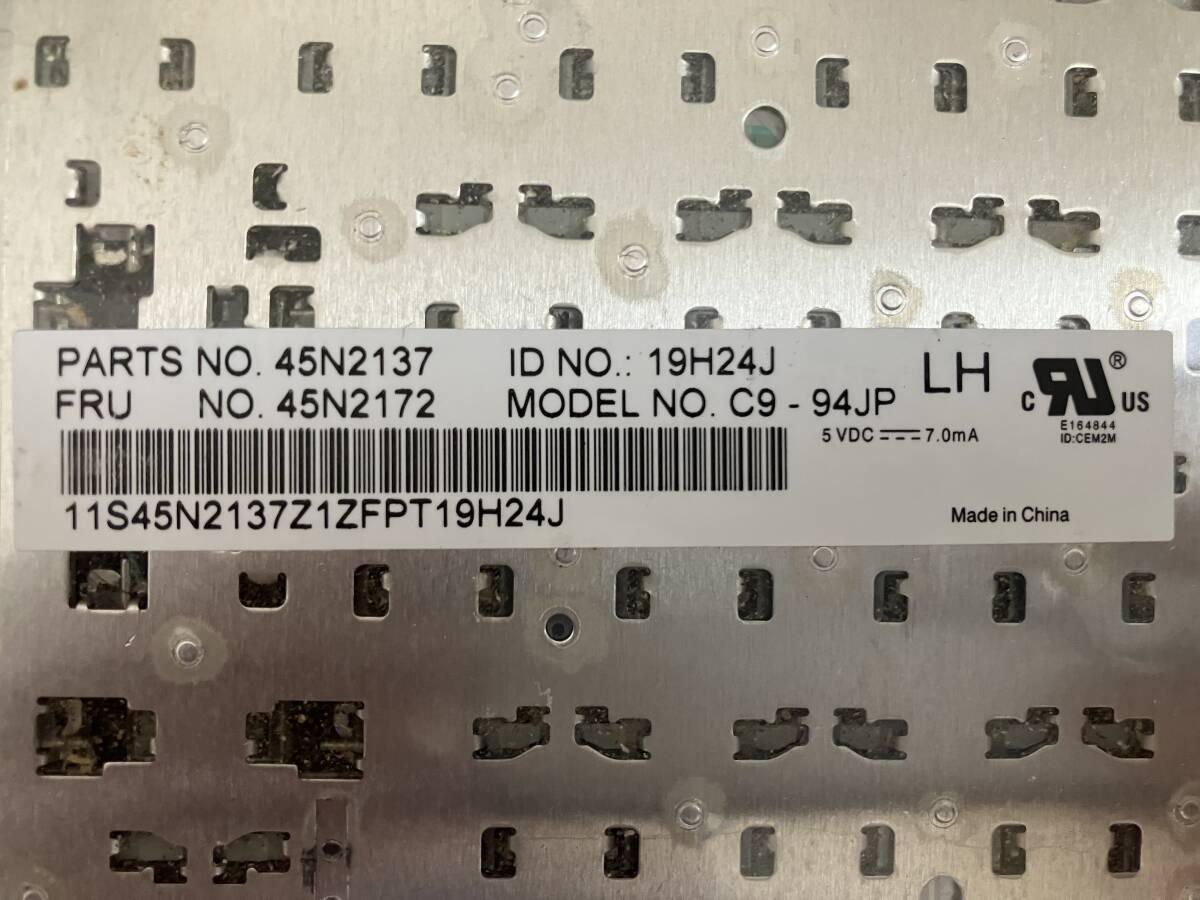 PARTS NO. 45N2137 ID NO.: 19H24J LH
FRU NO. 45N2172 MODEL NO. C9 - 94JP
5 VDC ⎓ 7.0mA
11S45N2137Z1ZFPT19H24J
c RU ® US
E164844
ID:CEM2M
Made in China